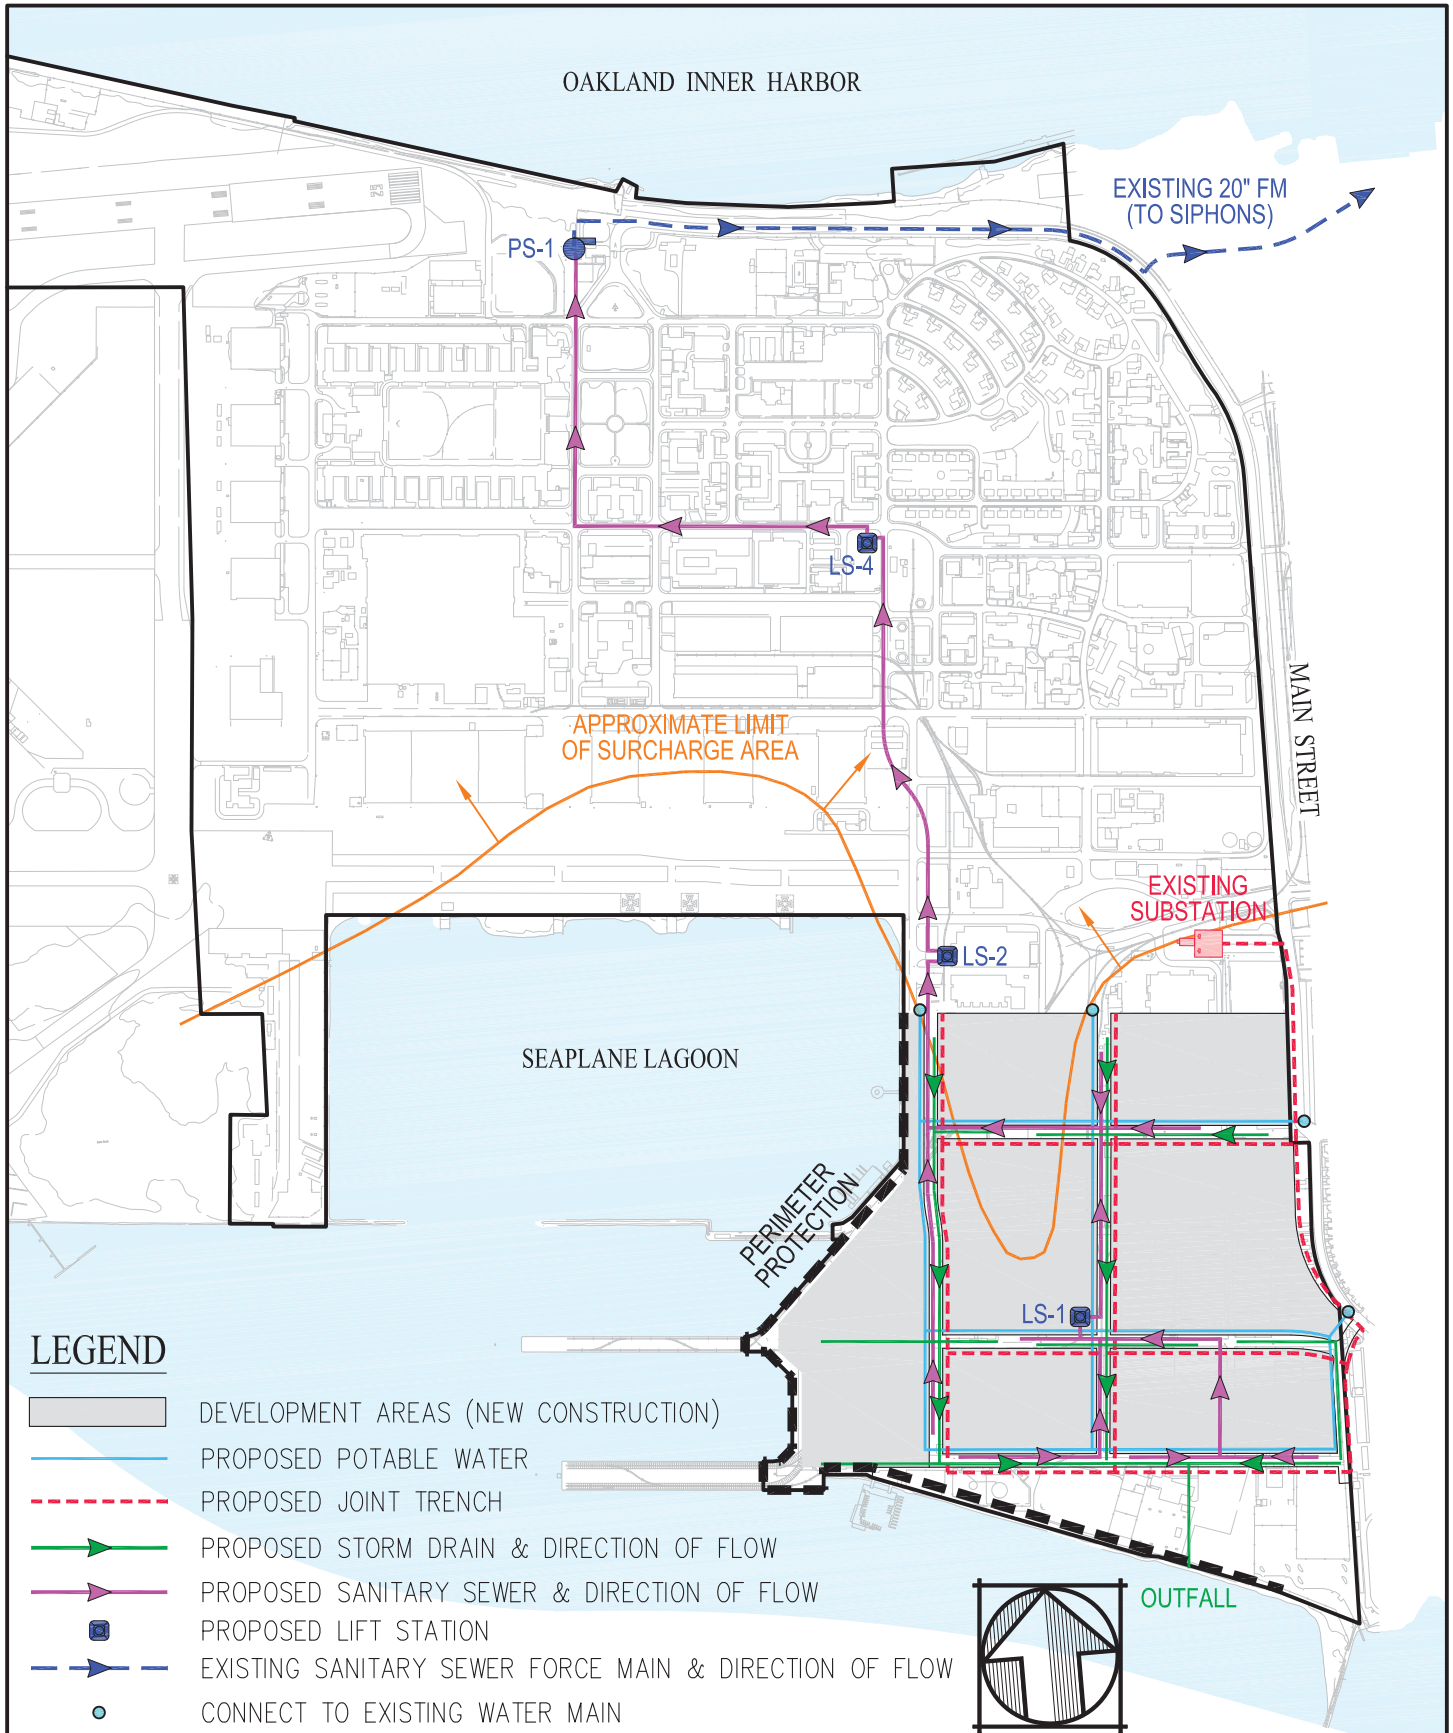 OAKLAND INNER HARBOR
EXISTING 20" FM
(TO SIPHONS)
PS-1
LS-4
MAIN STREET
APPROXIMATE LIMIT
OF SURCHARGE AREA
EXISTING
SUBSTATION
LS-2
SEAPLANE LAGOON
PERIMETER
PROTECTION
LS-1
LEGEND
DEVELOPMENT AREAS (NEW CONSTRUCTION)
PROPOSED POTABLE WATER
PROPOSED JOINT TRENCH
PROPOSED STORM DRAIN & DIRECTION OF FLOW
PROPOSED SANITARY SEWER & DIRECTION OF FLOW
PROPOSED LIFT STATION
EXISTING SANITARY SEWER FORCE MAIN & DIRECTION OF FLOW
CONNECT TO EXISTING WATER MAIN
OUTFALL